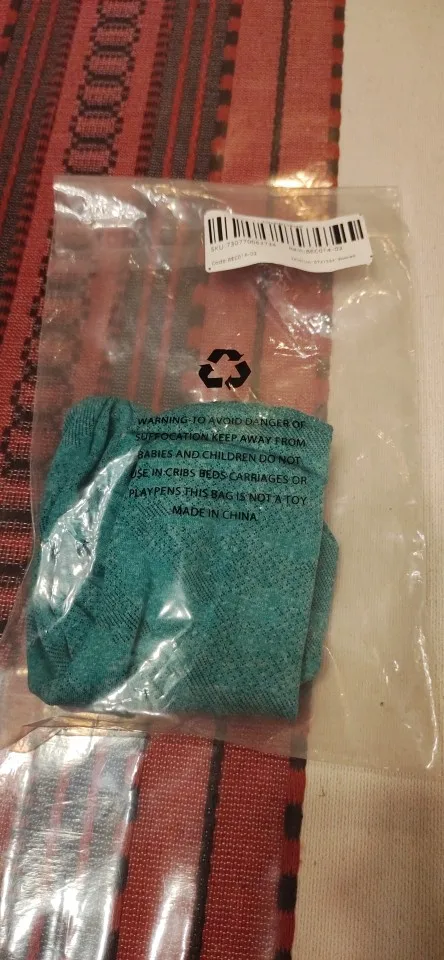 WARNING-TO AVOID DANGER OF
SUFFOCATION KEEP AWAY FROM
BABIES AND CHILDREN DO NOT
USE IN CRIBS BEDS CARRIAGES OR
PLAYPENS THIS BAG IS NOT A TOY
MADE IN CHINA